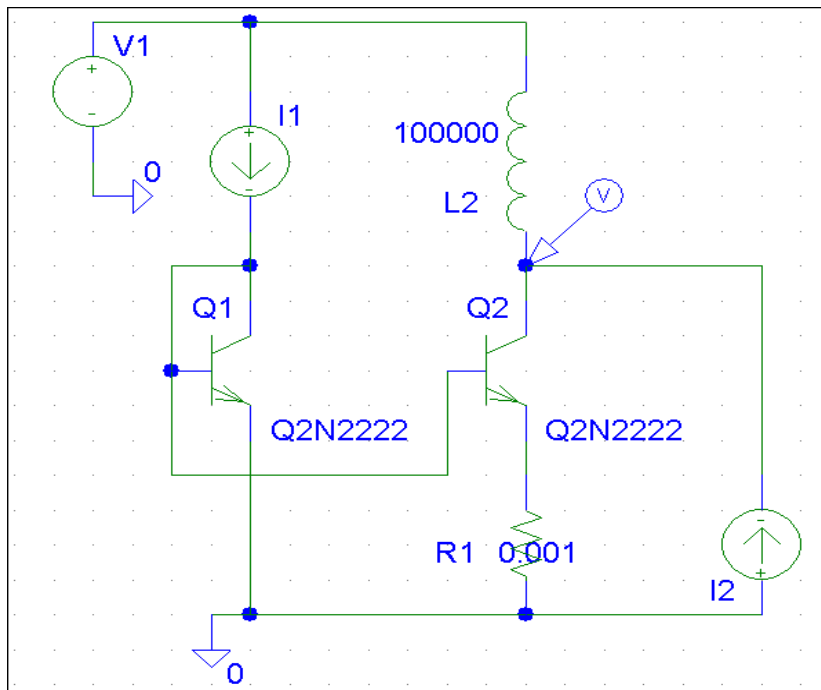 V1
+
-
0
I1
+
-
100000
L2
V
Q1
Q2
Q2N2222
Q2N2222
R1 0.001
-
+
I2
0